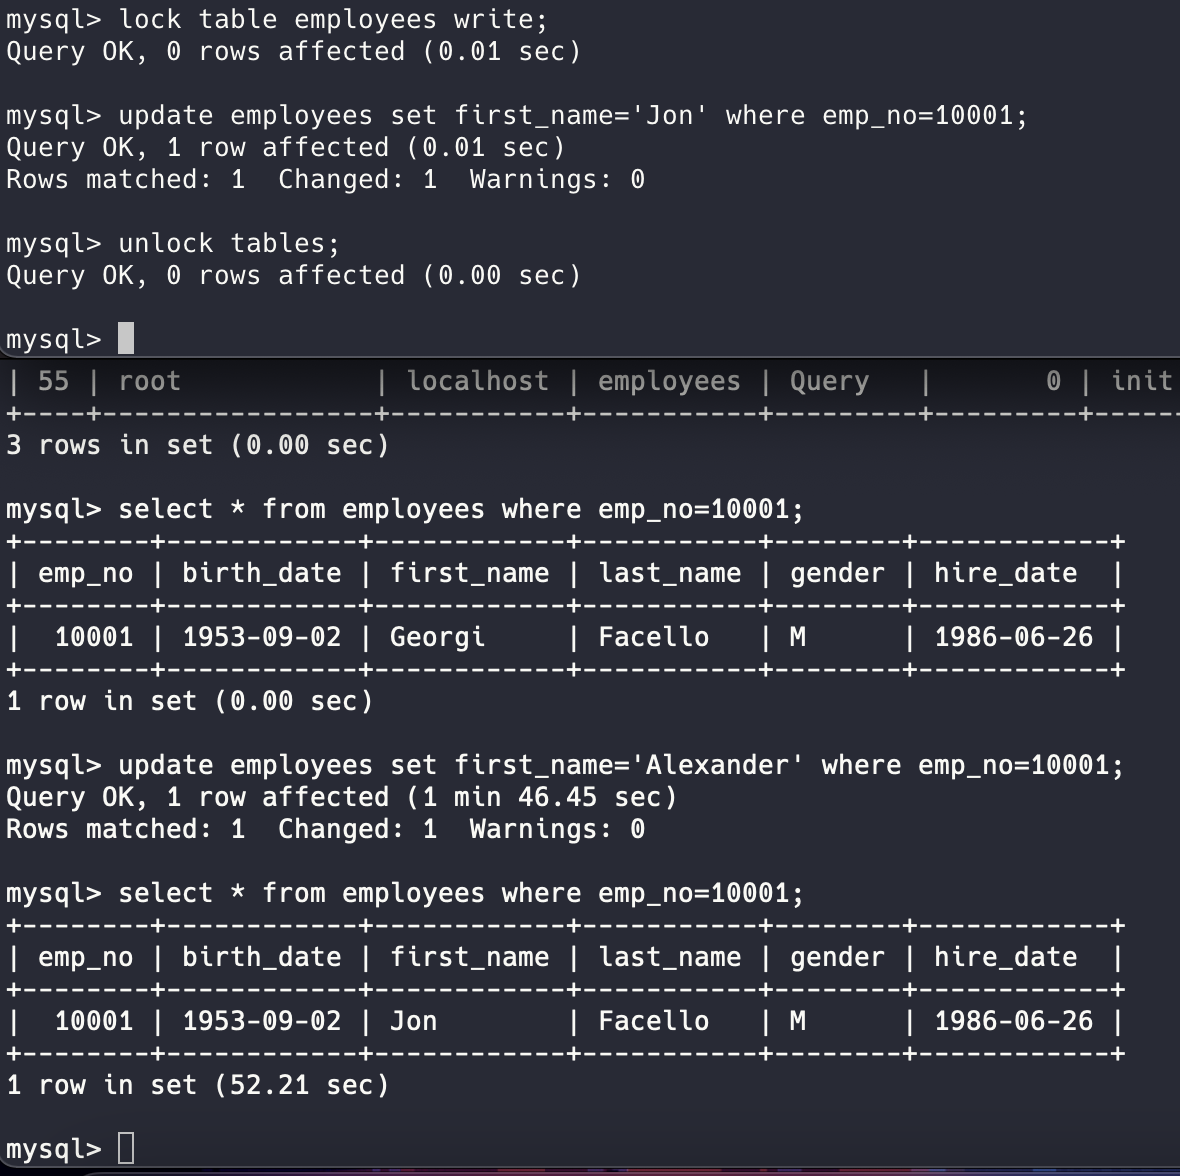 mysql> lock table employees write;
Query OK, 0 rows affected (0.01 sec)

mysql> update employees set first_name='Jon' where emp_no=10001;
Query OK, 1 row affected (0.01 sec)
Rows matched: 1  Changed: 1  Warnings: 0

mysql> unlock tables;
Query OK, 0 rows affected (0.00 sec)

mysql>
| 55 | root            | localhost | employees | Query   |       0 | init
+----+-----------------+-----------+-----------+---------+---------+------
3 rows in set (0.00 sec)

mysql> select * from employees where emp_no=10001;
+--------+------------+------------+-----------+--------+------------+
| emp_no | birth_date | first_name | last_name | gender | hire_date  |
+--------+------------+------------+-----------+--------+------------+
|  10001 | 1953-09-02 | Georgi     | Facello   | M      | 1986-06-26 |
+--------+------------+------------+-----------+--------+------------+
1 row in set (0.00 sec)

mysql> update employees set first_name='Alexander' where emp_no=10001;
Query OK, 1 row affected (1 min 46.45 sec)
Rows matched: 1  Changed: 1  Warnings: 0

mysql> select * from employees where emp_no=10001;
+--------+------------+------------+-----------+--------+------------+
| emp_no | birth_date | first_name | last_name | gender | hire_date  |
+--------+------------+------------+-----------+--------+------------+
|  10001 | 1953-09-02 | Jon        | Facello   | M      | 1986-06-26 |
+--------+------------+------------+-----------+--------+------------+
1 row in set (52.21 sec)

mysql>